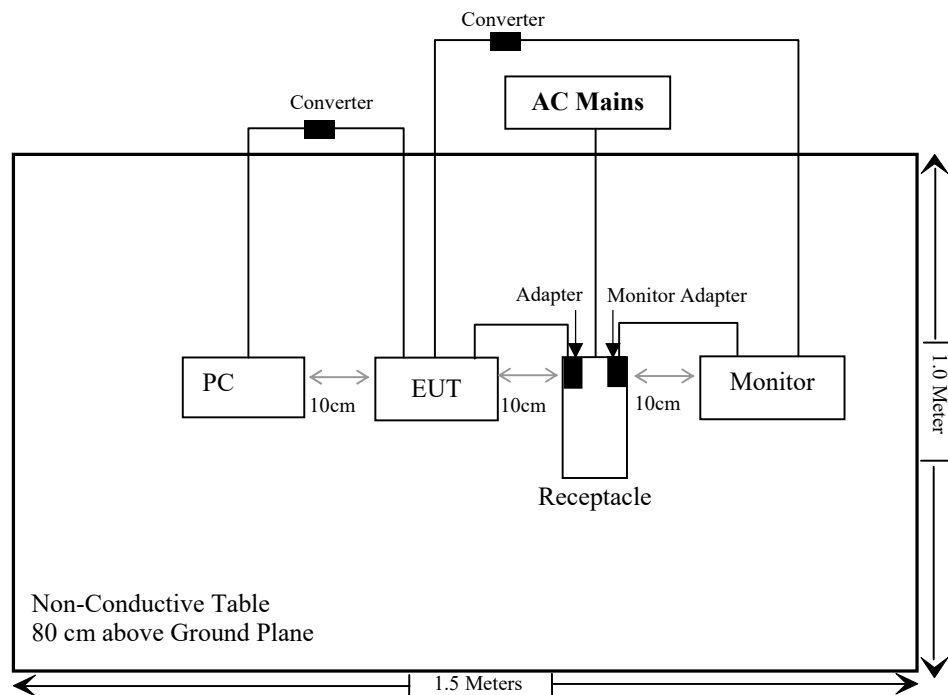 Converter
AC Mains
Converter
Adapter
Monitor Adapter
PC
EUT
Monitor
10cm
10cm
10cm
Receptacle
1.0 Meter
Non-Conductive Table
80 cm above Ground Plane
1.5 Meters